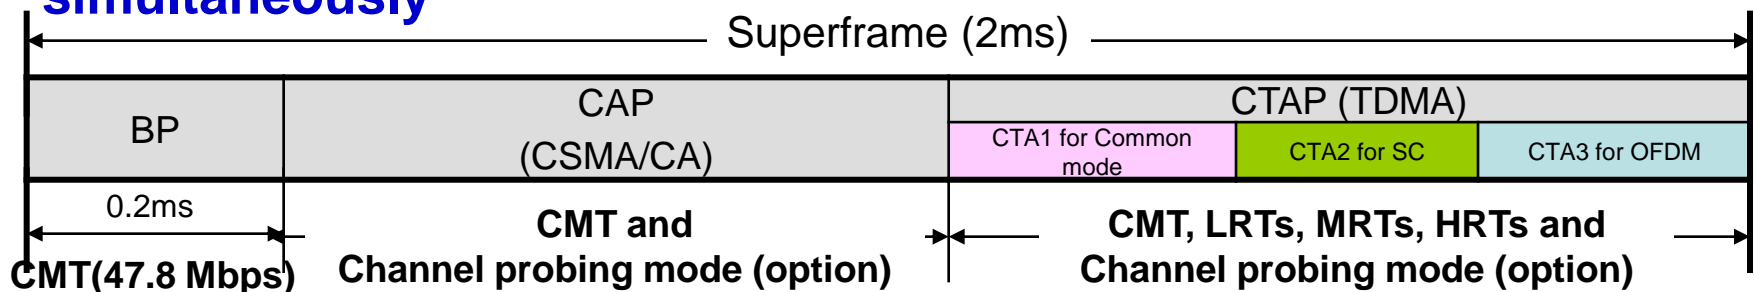 simultaneously
Superframe (2ms)
BP
CAP
(CSMA/CA)
CTAP (TDMA)
CTA1 for Common
mode
CTA2 for SC
CTA3 for OFDM
0.2ms
CMT(47.8 Mbps)
CMT and
Channel probing mode (option)
CMT, LRTs, MRTs, HRTs and
Channel probing mode (option)